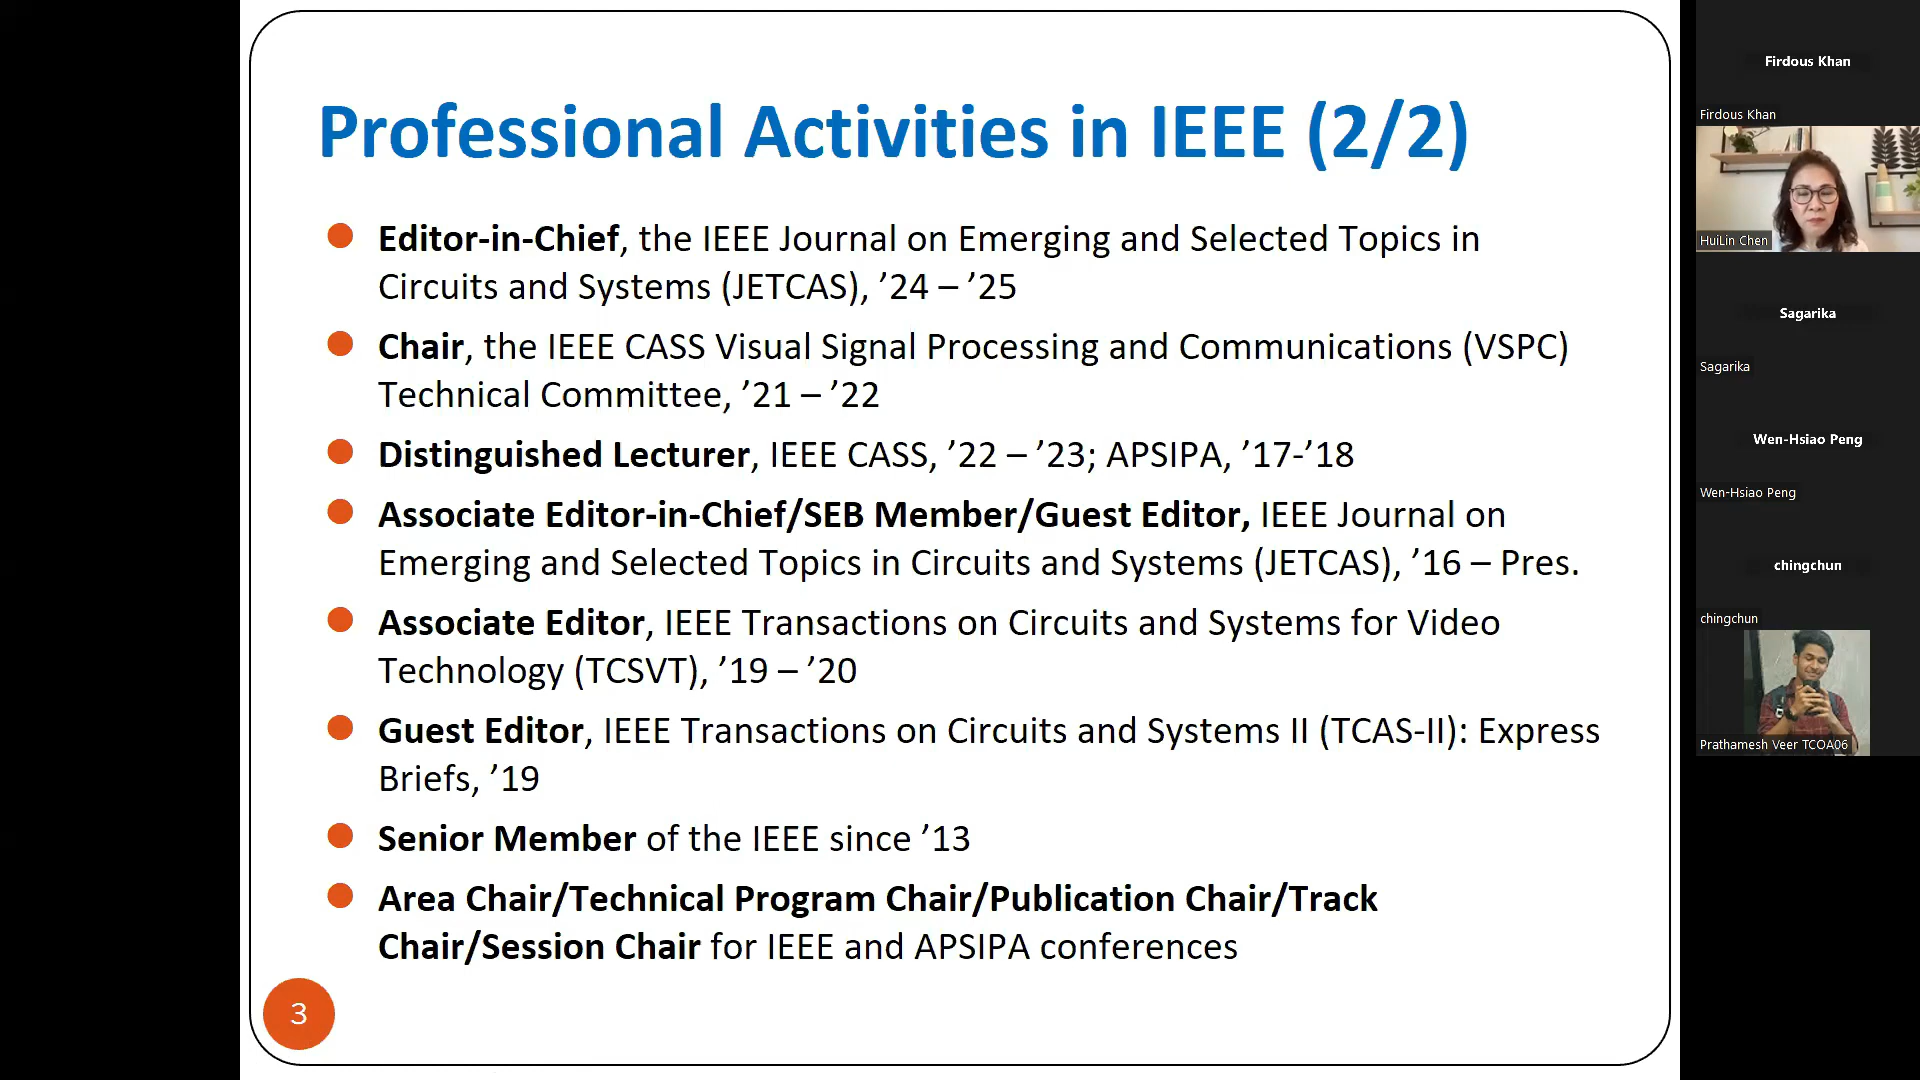 Professional Activities in IEEE (2/2)
Editor-in-Chief, the IEEE Journal on Emerging and Selected Topics in
Circuits and Systems (JETCAS), ’24 – ’25
Chair, the IEEE CASS Visual Signal Processing and Communications (VSPC)
Technical Committee, ’21 – ’22
Distinguished Lecturer, IEEE CASS, ’22 – ’23; APSIPA, ’17-’18
Associate Editor-in-Chief/SEB Member/Guest Editor, IEEE Journal on
Emerging and Selected Topics in Circuits and Systems (JETCAS), ’16 – Pres.
Associate Editor, IEEE Transactions on Circuits and Systems for Video
Technology (TCSVT), ’19 – ’20
Guest Editor, IEEE Transactions on Circuits and Systems II (TCAS-II): Express
Briefs, ’19
Senior Member of the IEEE since ’13
Area Chair/Technical Program Chair/Publication Chair/Track
Chair/Session Chair for IEEE and APSIPA conferences
3
Firdous Khan
Firdous Khan
HuiLin Chen
Sagarika
Sagarika
Wen-Hsiao Peng
Wen-Hsiao Peng
chingchun
chingchun
Prathamesh Veer TCOA06